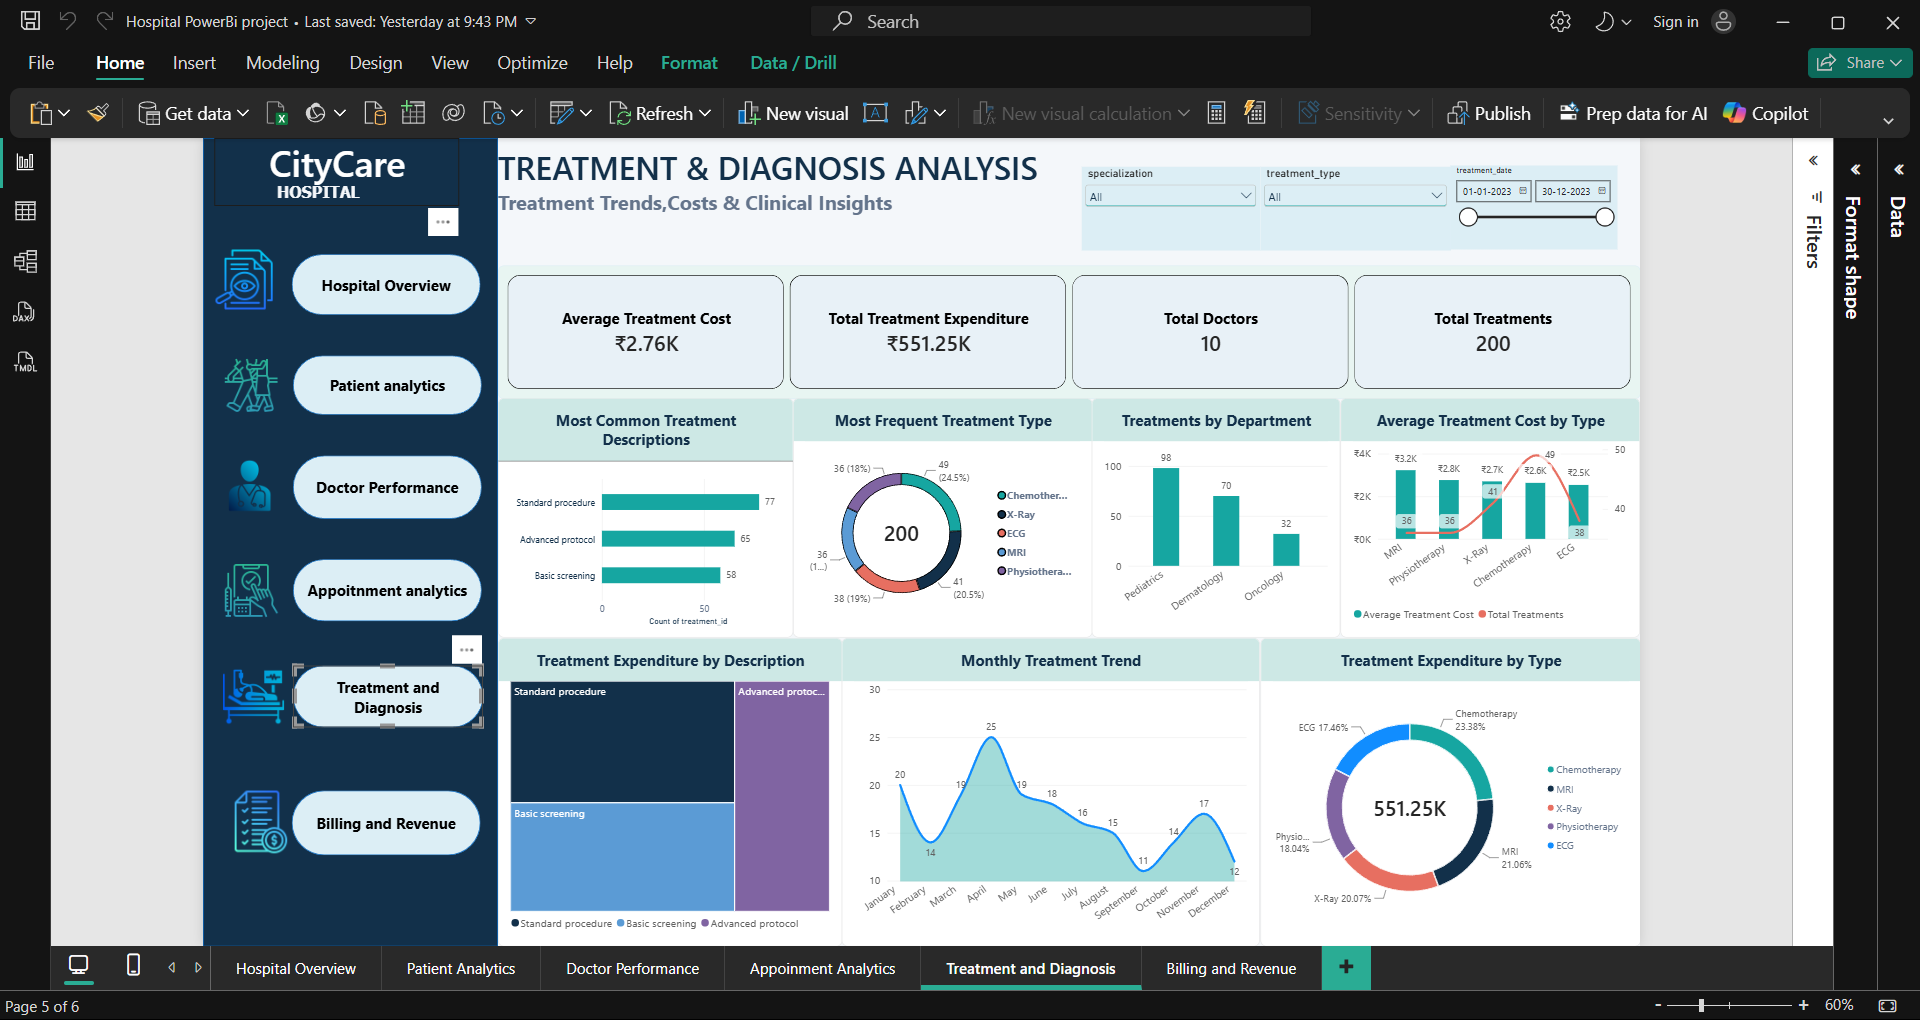 Hospital PowerBi project • Last saved: Yesterday at 9:43 PM
Search
Sign in
File
Home
Insert
Modeling
Design
View
Optimize
Help
Format
Data / Drill
Share
Get data
Refresh
New visual
New visual calculation
Sensitivity
Publish
Prep data for AI
Copilot
DAX
TMDL
CityCare
HOSPITAL
Hospital Overview
Patient analytics
Doctor Performance
Appoitnment analytics
Treatment and
Diagnosis
Billing and Revenue
TREATMENT & DIAGNOSIS ANALYSIS
Treatment Trends,Costs & Clinical Insights
specialization
All
treatment_type
All
treatment_date
01-01-2023
30-12-2023
Average Treatment Cost
₹2.76K
Total Treatment Expenditure
₹551.25K
Total Doctors
10
Total Treatments
200
Most Common Treatment
Descriptions
Standard procedure
77
Advanced protocol
65
Basic screening
58
0
50
Count of treatment_id
Most Frequent Treatment Type
36 (18%)
49
(24.5%)
36
(1...)
38 (19%)
41
(20.5%)
200
Chemother...
X-Ray
ECG
MRI
Physiothera...
Treatments by Department
100
50
0
98
70
32
Pediatrics
Dermatology
Oncology
Average Treatment Cost by Type
₹4K
₹2K
₹0K
₹3.2K
₹2.8K
₹2.7K
₹2.6K
₹2.5K
36
36
41
49
38
50
40
MRI
Physiotherapy
X-Ray
Chemotherapy
ECG
Average Treatment Cost
Total Treatments
Treatment Expenditure by Description
Standard procedure
Advanced protoc...
Basic screening
Standard procedure
Basic screening
Advanced protocol
Monthly Treatment Trend
30
25
20
15
10
20
14
19
25
19
18
16
15
11
14
17
12
January
February
March
April
May
June
July
August
September
October
November
December
Treatment Expenditure by Type
ECG 17.46%
Chemotherapy
23.38%
Physio...
18.04%
MRI
21.06%
X-Ray 20.07%
551.25K
Chemotherapy
MRI
X-Ray
Physiotherapy
ECG
Filters
Format shape
Data
Hospital Overview
Patient Analytics
Doctor Performance
Appoinment Analytics
Treatment and Diagnosis
Billing and Revenue
Page 5 of 6
60%